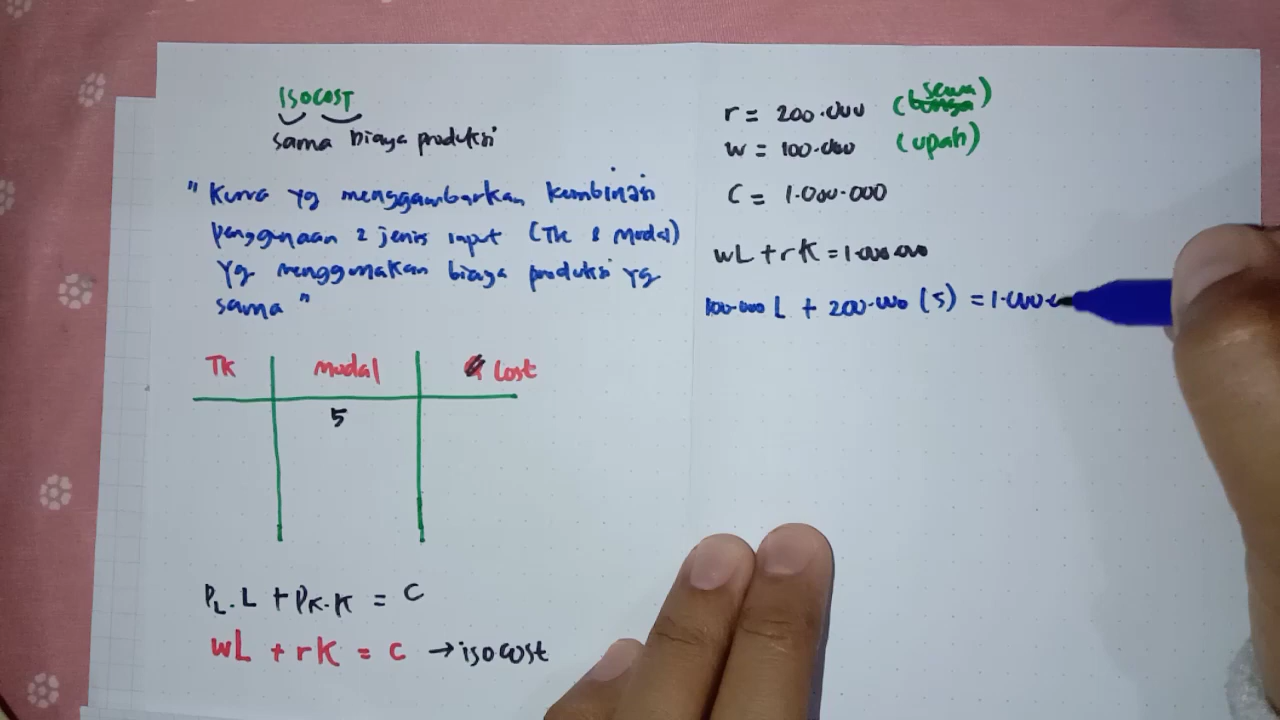 ISOCOST
sama biaya produksi
" Kurva yg menggambarkan kombinasi
penggunaan 2 jenis input (TK & Modal)
yg menggunakan biaya produksi yg
sama "
TK modal Cost
5
PL.L + PK.K = C
wL + rK = C → isocost
r = 200.000 (sewa)
w = 100.000 (upah)
C = 1.000.000
wL + rK = 1.000.000
100.000 L + 200.000 (5) = 1.000